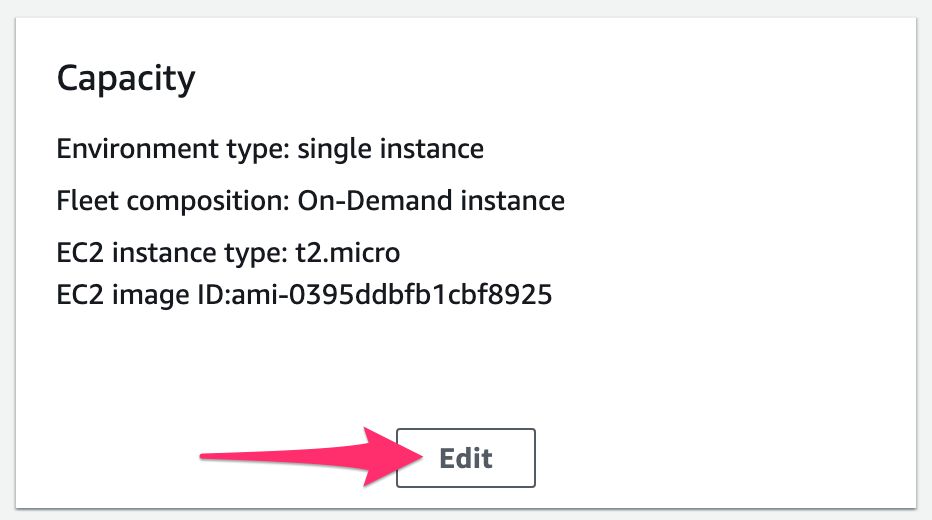 Capacity
Environment type: single instance
Fleet composition: On-Demand instance
EC2 instance type: t2.micro
EC2 image ID:ami-0395ddbfb1cbf8925
Edit